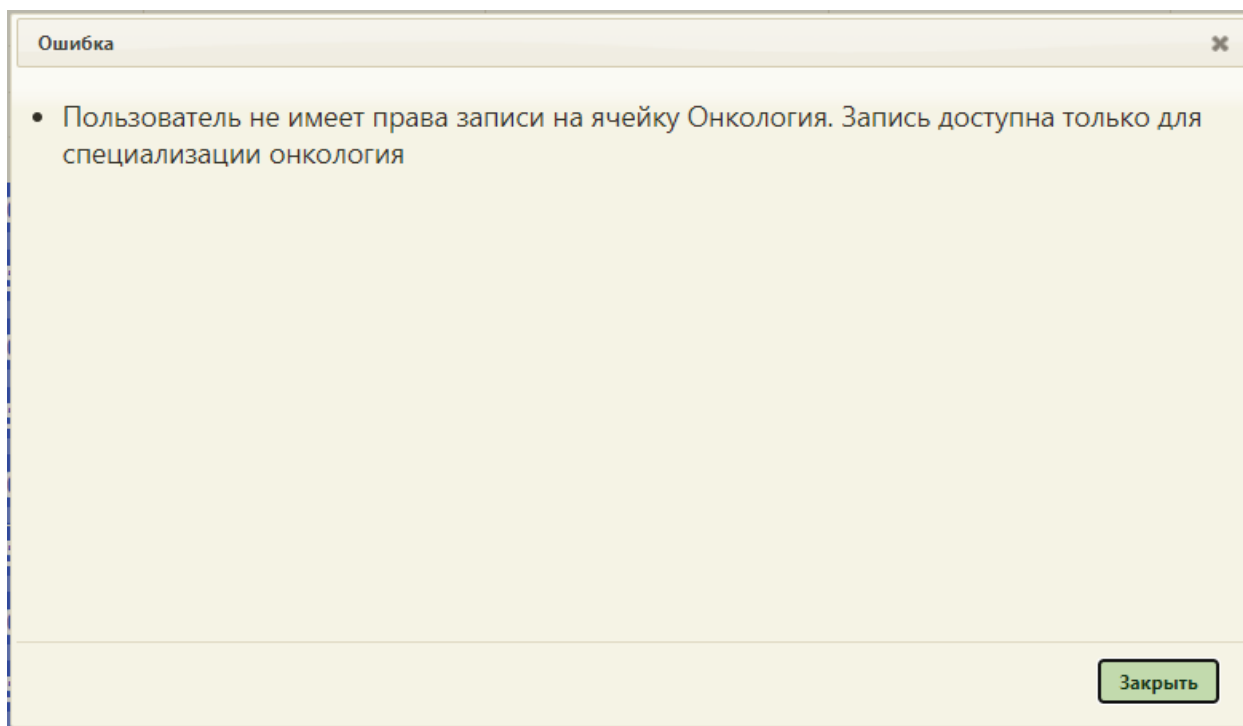 Ошибка
Пользователь не имеет права записи на ячейку Онкология. Запись доступна только для
специализации онкология
Закрыть